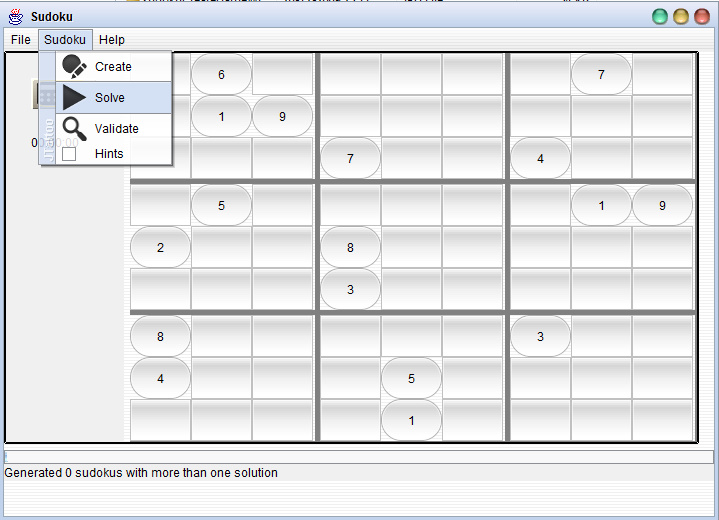 Sudoku
File Sudoku Help
Create
Solve
Validate
Hints
JTattoo
6 7
1 9
7 4
5 1 9
2 8
3
8 3
4 5
1
Generated 0 sudokus with more than one solution